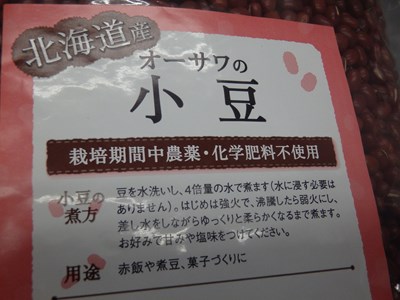 北海道産
オーサワの
小豆
栽培期間中農薬・化学肥料不使用
小豆の
煮方
豆を水洗いし、4倍量の水で煮ます（水に浸す必要は
ありません）。はじめは強火で、沸騰したら弱火にし、
差し水をしながらゆっくりと柔らかくなるまで煮ます。
お好みで甘みや塩味をつけてください。
用途
赤飯や煮豆、菓子づくりに